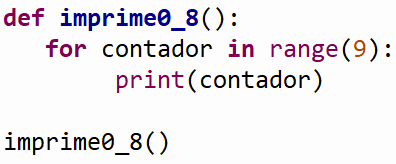 def imprime0_8():
   for contador in range(9):
        print(contador)

imprime0_8()